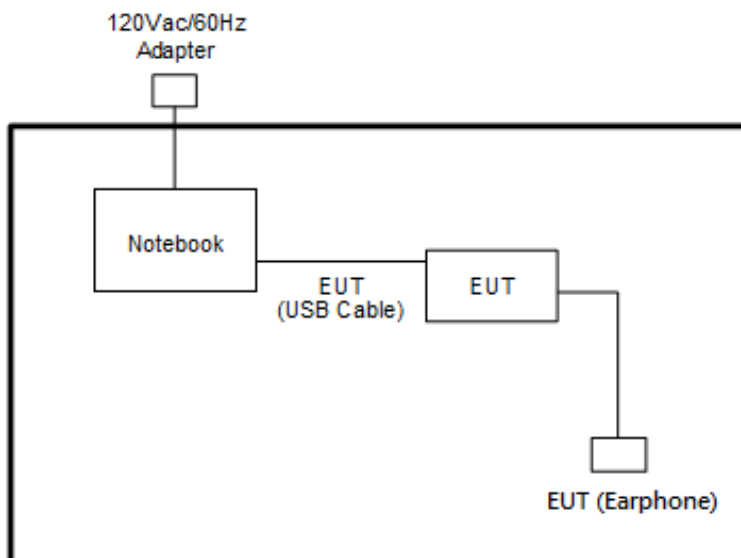 120Vac/60Hz
Adapter
Notebook
EUT
(USB Cable)
EUT
EUT (Earphone)